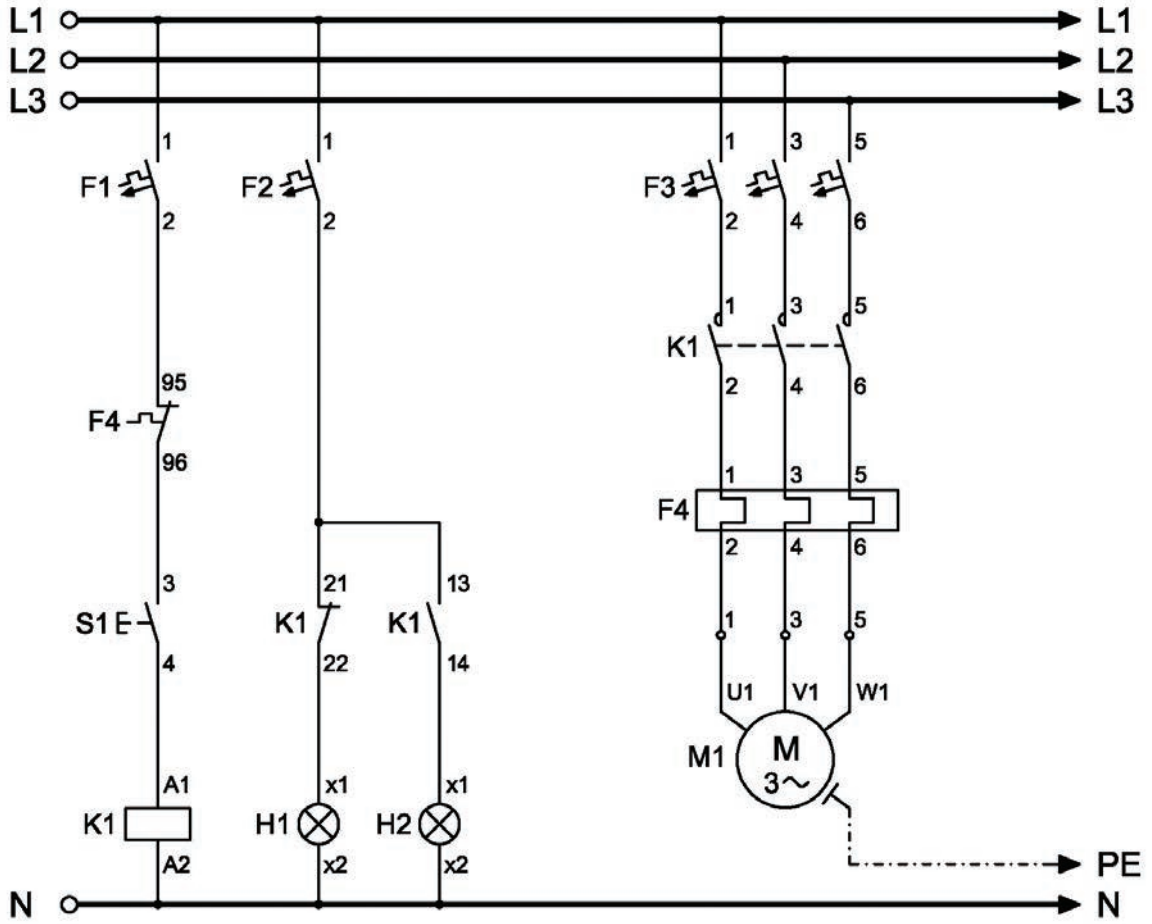 L1 L1
L2 L2
L3 L3
1 1 1 3 5
F1 F2 F3
2 2 2 4 6
1 3 5
K1
2 4 6
95
F4
96
1 3 5
F4
2 4 6
3 21 13
S1 K1 K1
4 22 14
1 3 5
U1 V1 W1
M1 M
3~
A1 x1 x1
K1 H1 H2
A2 x2 x2
PE
N N